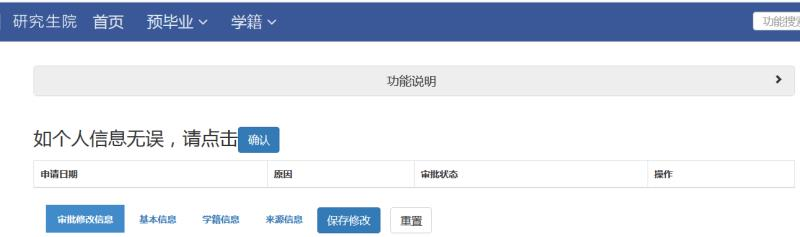 研究生院 首页 预毕业 学籍 功能搜索
功能说明
如个人信息无误，请点击 确认
申请日期 原因 审批状态 操作
审批修改信息 基本信息 学籍信息 来源信息 保存修改 重置